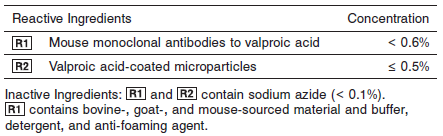 Reactive Ingredients Concentration
R1 Mouse monoclonal antibodies to valproic acid < 0.6%
R2 Valproic acid-coated microparticles ≤ 0.5%
Inactive Ingredients: R1 and R2 contain sodium azide (< 0.1%).
R1 contains bovine-, goat-, and mouse-sourced material and buffer,
detergent, and anti-foaming agent.